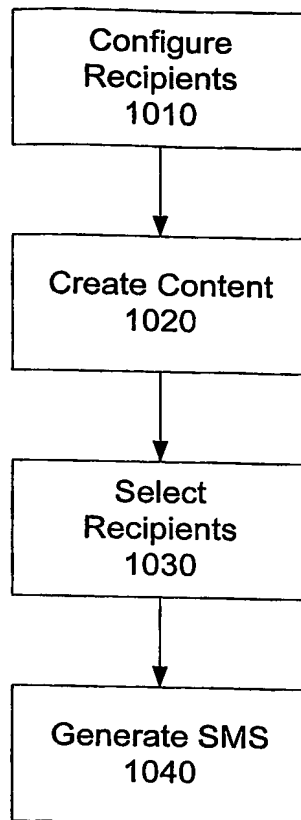 Configure
Recipients
1010
Create Content
1020
Select
Recipients
1030
Generate SMS
1040